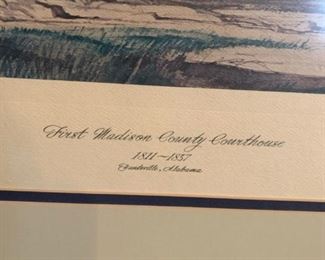 First Madison County Courthouse
1811~1837
Huntsville, Alabama